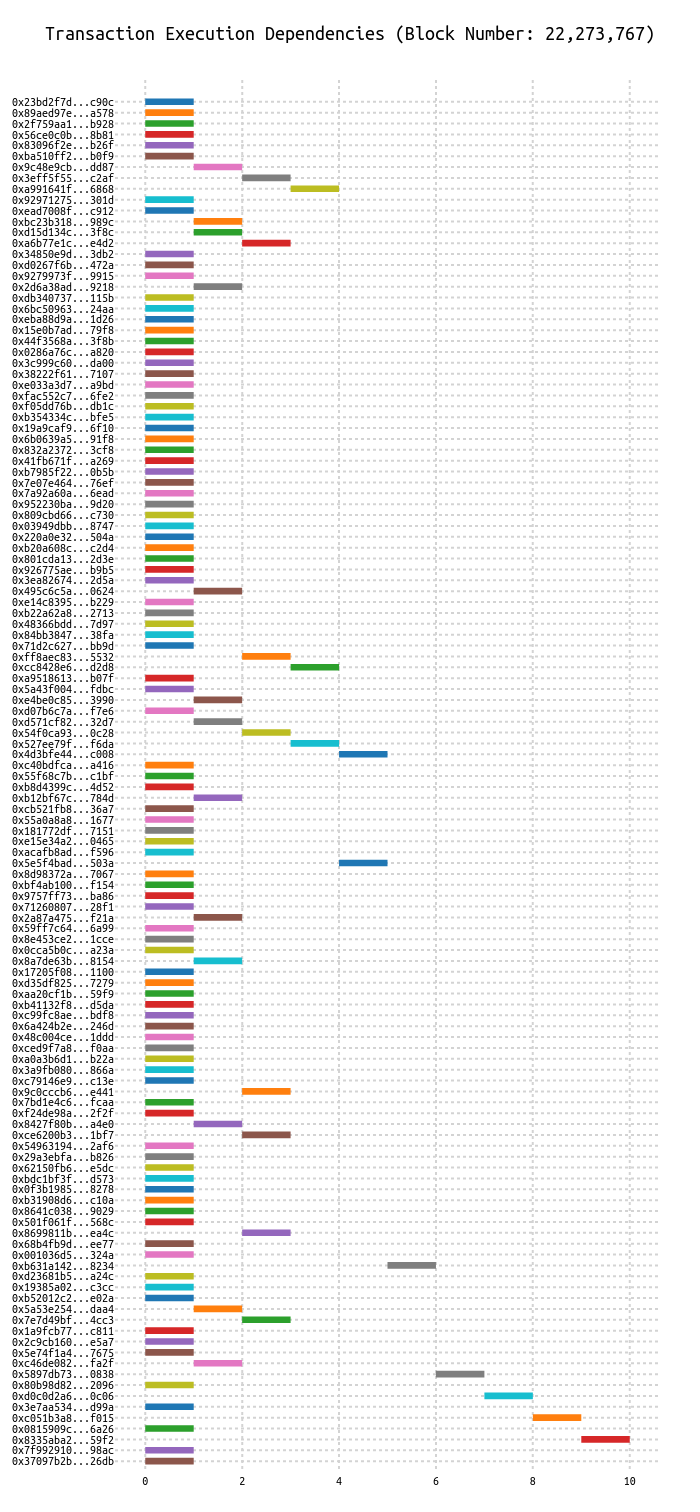 Transaction Execution Dependencies (Block Number: 22,273,767)
0x23bd2f7d...c90c
0x89aed97e...a578
0x2f759aa1...b928
0x56ce0c0b...8b81
0x83096f2e...b26f
0xba510ff2...b0f9
0x9c48e9cb...dd87
0x3eff5f55...c2af
0xa991641f...6868
0x92971275...301d
0xead7008f...c912
0xbc23b318...989c
0xd15d134c...3f8c
0xa6b77e1c...e4d2
0x34850e9d...3db2
0xd0267f6b...472a
0x9279973f...9915
0x2d6a38ad...9218
0xdb340737...115b
0x6bc50963...24aa
0xeba88d9a...1d26
0x15e0b7ad...79f8
0x44f3568a...3f8b
0x0286a76c...a820
0x3c999c60...da00
0x38222f61...7107
0xe033a3d7...a9bd
0xfac552c7...6fe2
0xf05dd76b...db1c
0xb354334c...bfe5
0x19a9caf9...6f10
0x6b0639a5...91f8
0x832a2372...3cf8
0x41fb671f...a269
0xb7985f22...0b5b
0x7e07e464...76ef
0x7a92a60a...6ead
0x952230ba...9d20
0x809cbd66...c730
0x03949dbb...8747
0x220a0e32...504a
0xb20a608c...c2d4
0x801cda13...2d3e
0x926775ae...b9b5
0x3ea82674...2d5a
0x495c6c5a...0624
0xe14c8395...b229
0xb22a62a8...2713
0x48366bdd...7d97
0x84bb3847...38fa
0x71d2c627...bb9d
0xff8aec83...5532
0xcc8428e6...d2d8
0xa9518613...b07f
0x5a43f004...fdbc
0xe4be0c85...3990
0xd07b6c7a...f7e6
0xd571cf82...32d7
0x54f0ca93...0c28
0x527ee79f...f6da
0x4d3bfe44...c008
0xc40bdfca...a416
0x55f68c7b...c1bf
0xb8d4399c...4d52
0xb12bf67c...784d
0xcb521fb8...36a7
0x55a0a8a8...1677
0x181772df...7151
0xe15e34a2...0465
0xacafb8ad...f596
0x5e5f4bad...503a
0x8d98372a...7067
0xbf4ab100...f154
0x9757ff73...ba86
0x71260807...28f1
0x2a87a475...f21a
0x59ff7c64...6a99
0x8e453ce2...1cce
0x0cca5b0c...a23a
0x8a7de63b...8154
0x17205f08...1100
0xd35df825...7279
0xaa20cf1b...59f9
0xb41132f8...d5da
0xc99fc8ae...bdf8
0x6a424b2e...246d
0x48c004ce...1ddd
0xced9f7a8...f0aa
0xa0a3b6d1...b22a
0x3a9fb080...866a
0xc79146e9...c13e
0x9c0cccb6...e441
0x7bd1e4c6...fcaa
0xf24de98a...2f2f
0x8427f80b...a4e0
0xce6200b3...1bf7
0x54963194...2af6
0x29a3ebfa...b826
0x62150fb6...e5dc
0xbdc1bf3f...d573
0x0f3b1985...8278
0xb31908d6...c10a
0x8641c038...9029
0x501f061f...568c
0x8699811b...ea4c
0x68b4fb9d...ee77
0x001036d5...324a
0xb631a142...8234
0xd23681b5...a24c
0x19385a02...c3cc
0xb52012c2...e02a
0x5a53e254...daa4
0x7e7d49bf...4cc3
0x1a9fcb77...c811
0x2c9cb160...e5a7
0x5e74f1a4...7675
0xc46de082...fa2f
0x5897db73...0838
0x80b98d82...2096
0xd0c0d2a6...0c06
0x3e7aa534...d99a
0xc051b3a8...f015
0x0815909c...6a26
0x8335aba2...59f2
0x7f992910...98ac
0x37097b2b...26db
0 2 4 6 8 10